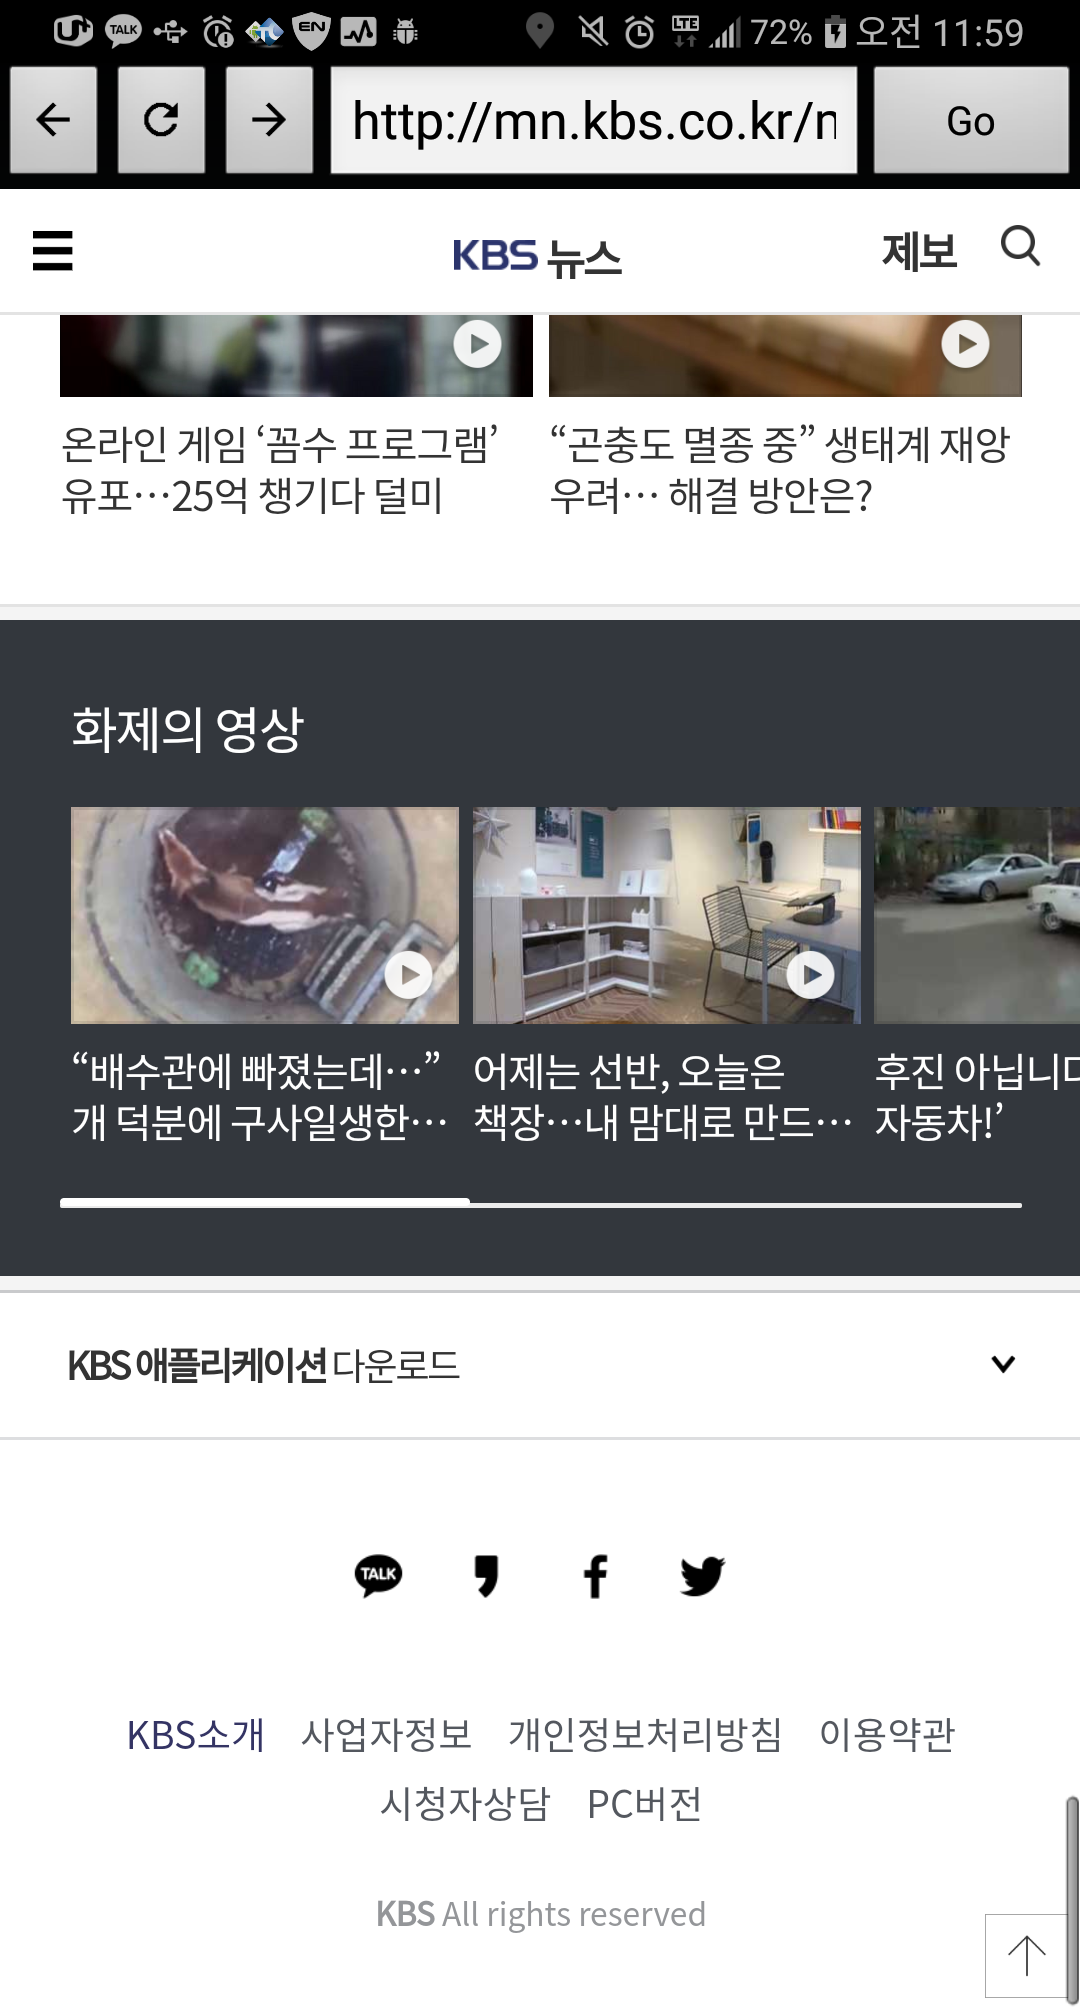 TALK
EN
LTE
72%
오전 11:59
http://mn.kbs.co.kr/n
Go
KBS 뉴스
제보
온라인 게임 ‘꼼수 프로그램’
유포…25억 챙기다 덜미
“곤충도 멸종 중” 생태계 재앙
우려… 해결 방안은?
화제의 영상
“배수관에 빠졌는데…”
개 덕분에 구사일생한…
어제는 선반, 오늘은
책장…내 맘대로 만드…
후진 아닙니다
자동차!’
KBS 애플리케이션 다운로드
TALK
KBS소개 사업자정보 개인정보처리방침 이용약관
시청자상담 PC버전
KBS All rights reserved